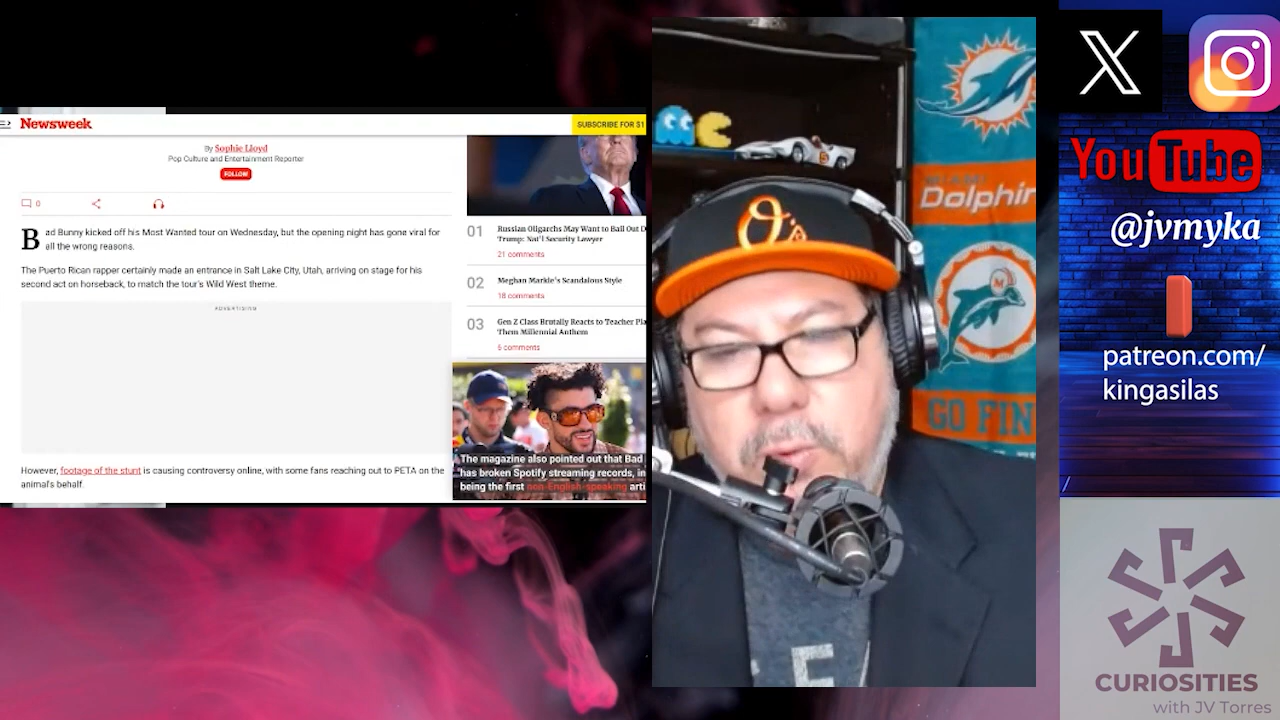 Newsweek
SUBSCRIBE FOR $1
By Sophie Lloyd
Pop Culture and Entertainment Reporter
FOLLOW
0
Bad Bunny kicked off his Most Wanted tour on Wednesday, but the opening night has gone viral for
all the wrong reasons.
The Puerto Rican rapper certainly made an entrance in Salt Lake City, Utah, arriving on stage for his
second act on horseback, to match the tour's Wild West theme.
ADVERTISING
However, footage of the stunt is causing controversy online, with some fans reaching out to PETA on the
animal's behalf.
01
Russian Oligarchs May Want to Bail Out D
Trump: Nat'l Security Lawyer
21 comments
02
Meghan Markle's Scandalous Style
18 comments
03
Gen Z Class Brutally Reacts to Teacher Pla
Them Millennial Anthem
5 comments
The magazine also pointed out that Bad
has broken Spotify streaming records, in
being the first non-English-speaking arti
O's
5
Dolphin
M
GO FIN
X
YouTube
@jvmyka
patreon.com/
kingasilas
CURIOSITIES
with JV Torres